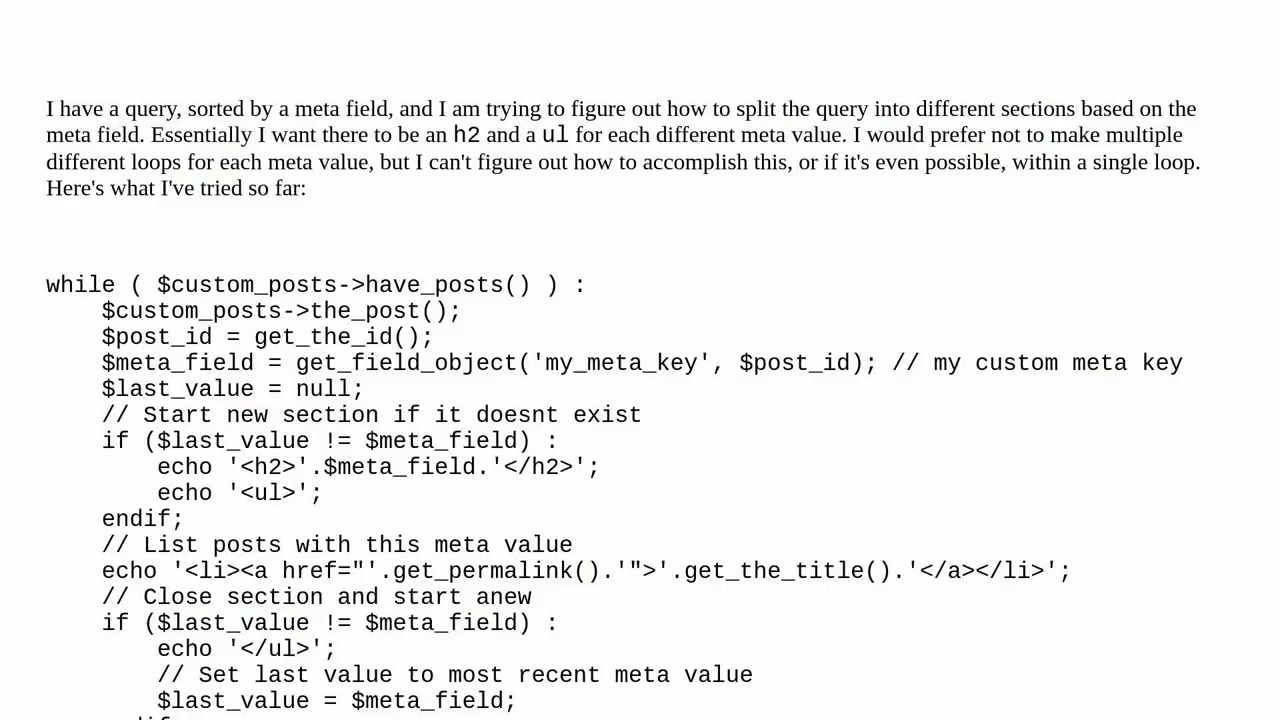 I have a query, sorted by a meta field, and I am trying to figure out how to split the query into different sections based on the
meta field. Essentially I want there to be an h2 and a ul for each different meta value. I would prefer not to make multiple
different loops for each meta value, but I can't figure out how to accomplish this, or if it's even possible, within a single loop.
Here's what I've tried so far:
while ( $custom_posts->have_posts() ) :
    $custom_posts->the_post();
    $post_id = get_the_id();
    $meta_field = get_field_object('my_meta_key', $post_id); // my custom meta key
    $last_value = null;
    // Start new section if it doesnt exist
    if ($last_value != $meta_field) :
        echo '<h2>'.$meta_field.'</h2>';
        echo '<ul>';
    endif;
    // List posts with this meta value
    echo '<li><a href="'.get_permalink().'">'.get_the_title().'</a></li>';
    // Close section and start anew
    if ($last_value != $meta_field) :
        echo '</ul>';
        // Set last value to most recent meta value
        $last_value = $meta_field;